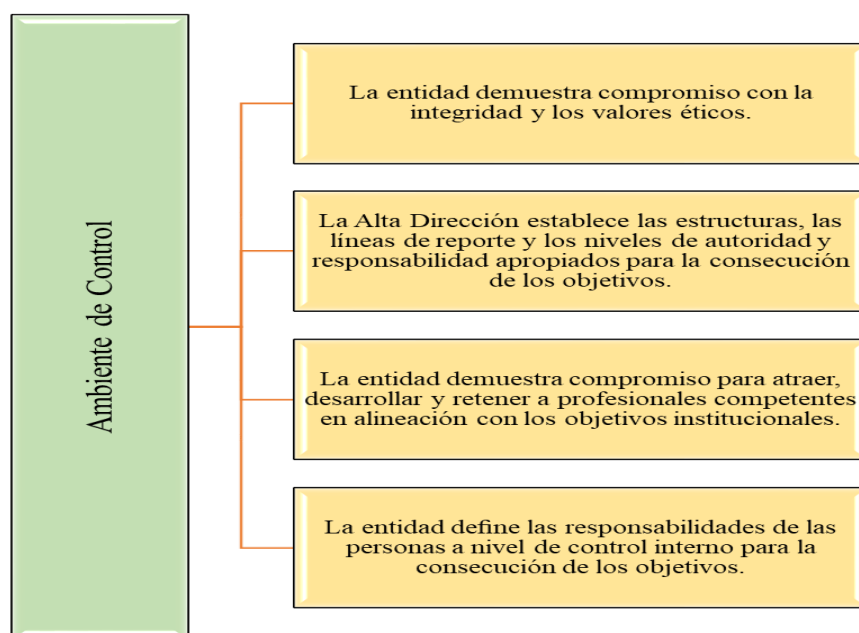 Ambiente de Control
La entidad demuestra compromiso con la
integridad y los valores éticos.
La Alta Dirección establece las estructuras, las
líneas de reporte y los niveles de autoridad y
responsabilidad apropiados para la consecución
de los objetivos.
La entidad demuestra compromiso para atraer,
desarrollar y retener a profesionales competentes
en alineación con los objetivos institucionales.
La entidad define las responsabilidades de las
personas a nivel de control interno para la
consecución de los objetivos.